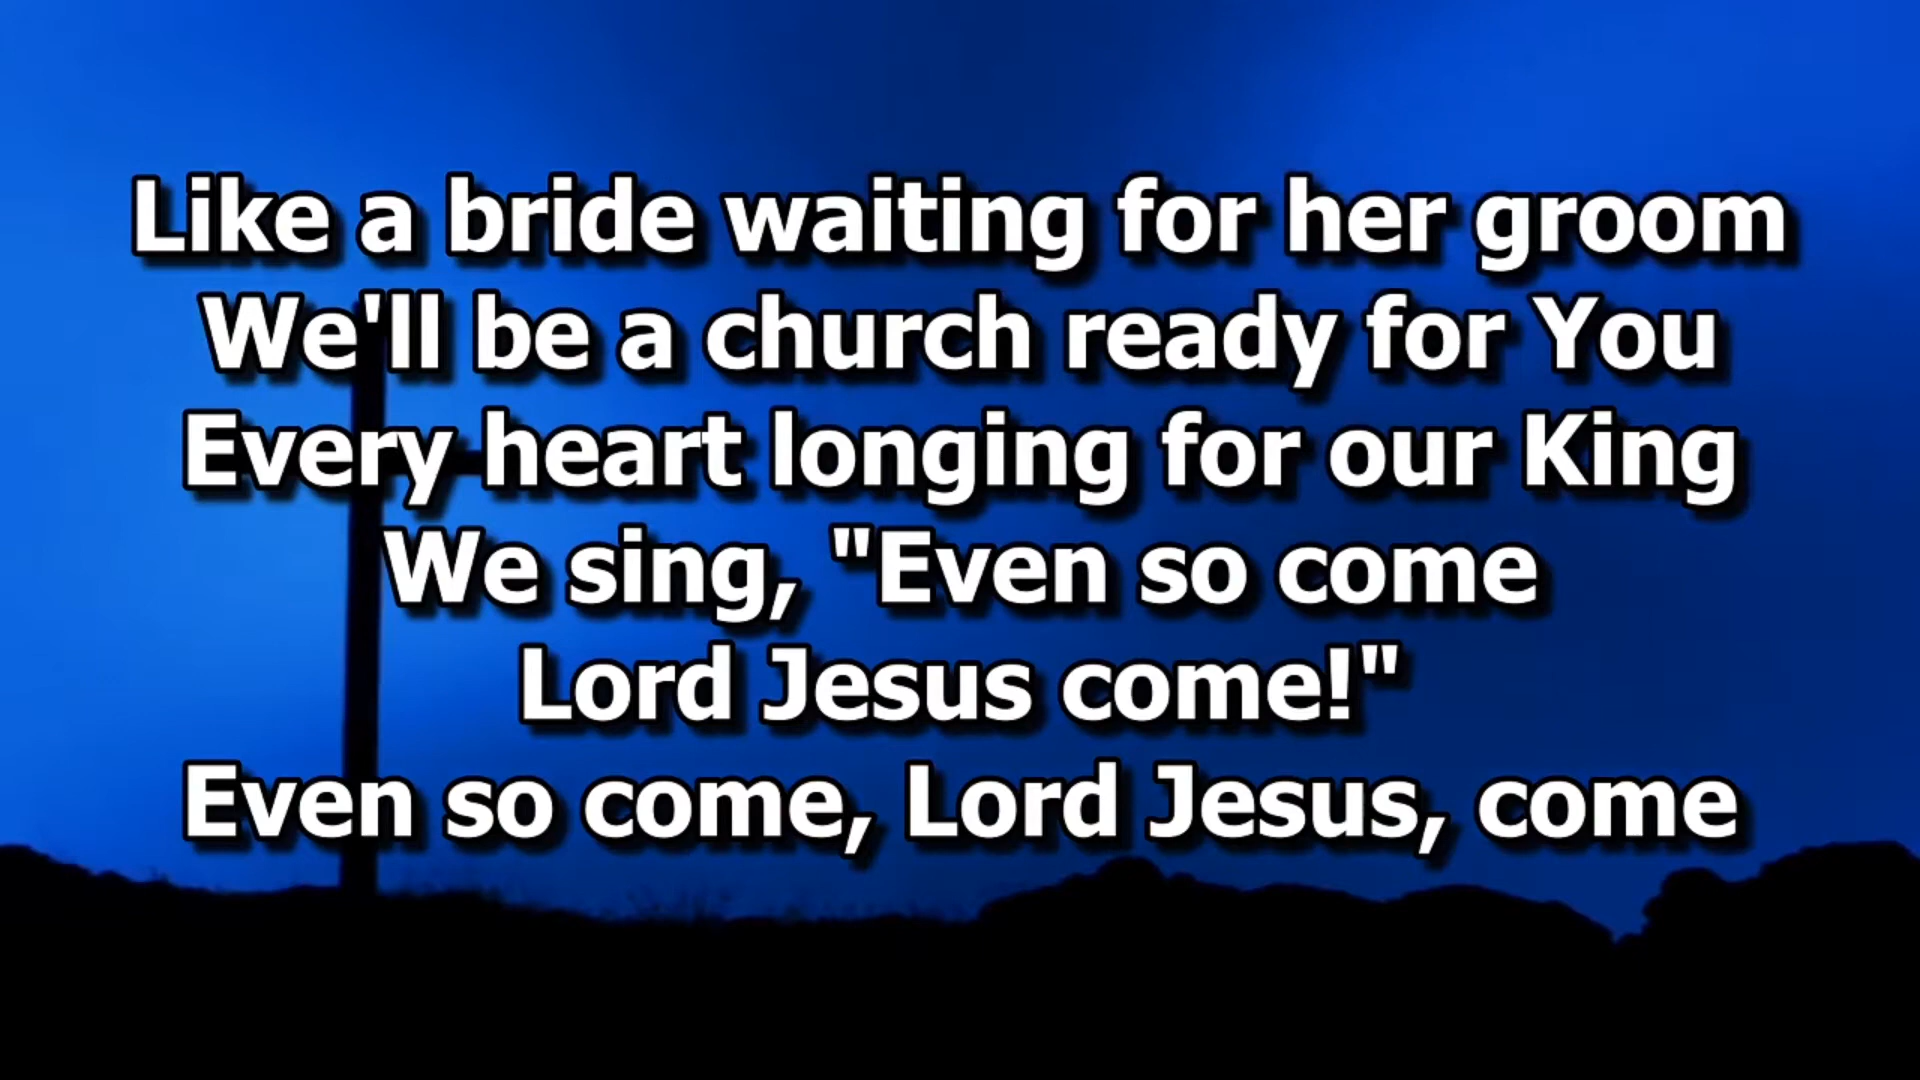 Like a bride waiting for her groom
We'll be a church ready for You
Every heart longing for our King
We sing, "Even so come
Lord Jesus come!"
Even so come, Lord Jesus, come